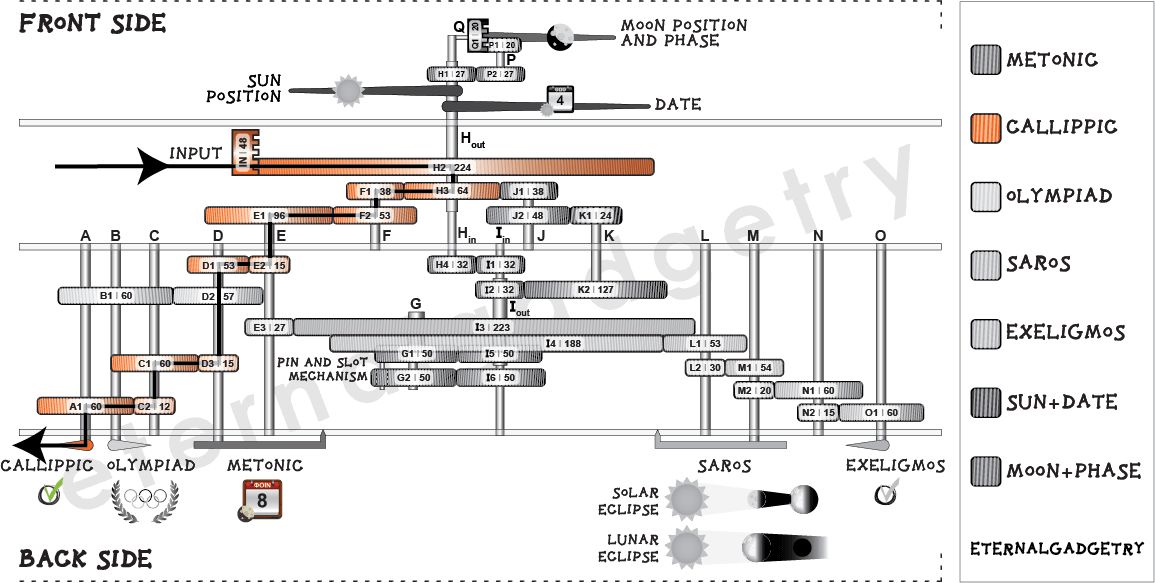 FRONT SIDE
Q
Q1 | 20
P1 | 20
MOON POSITION
AND PHASE
P
H1 | 27
P2 | 27
SUN
POSITION
4
DATE
Hout
INPUT
IN | 48
H2 | 224
F1 | 38
H3 | 64
J1 | 38
E1 | 96
F2 | 53
J2 | 48
K1 | 24
A
B
C
D
E
F
Hin
Iin
J
K
L
M
N
O
D1 | 53
E2 | 15
H4 | 32
I1 | 32
B1 | 60
D2 | 57
I2 | 32
K2 | 127
G
Iout
E3 | 27
I3 | 223
I4 | 188
L1 | 53
PIN AND SLOT
MECHANISM
G1 | 50
I5 | 50
C1 | 60
D3 | 15
L2 | 30
M1 | 54
G2 | 50
I6 | 50
M2 | 20
N1 | 60
A1 | 60
C2 | 12
N2 | 15
O1 | 60
CALLIPPIC
OLYMPIAD
METONIC
SAROS
EXELIGMOS
ΦΟΙΝ
8
SOLAR
ECLIPSE
LUNAR
ECLIPSE
BACK SIDE
METONIC
CALLIPPIC
OLYMPIAD
SAROS
EXELIGMOS
SUN+DATE
MOON+PHASE
ETERNALGADGETRY
eternalgadgetry